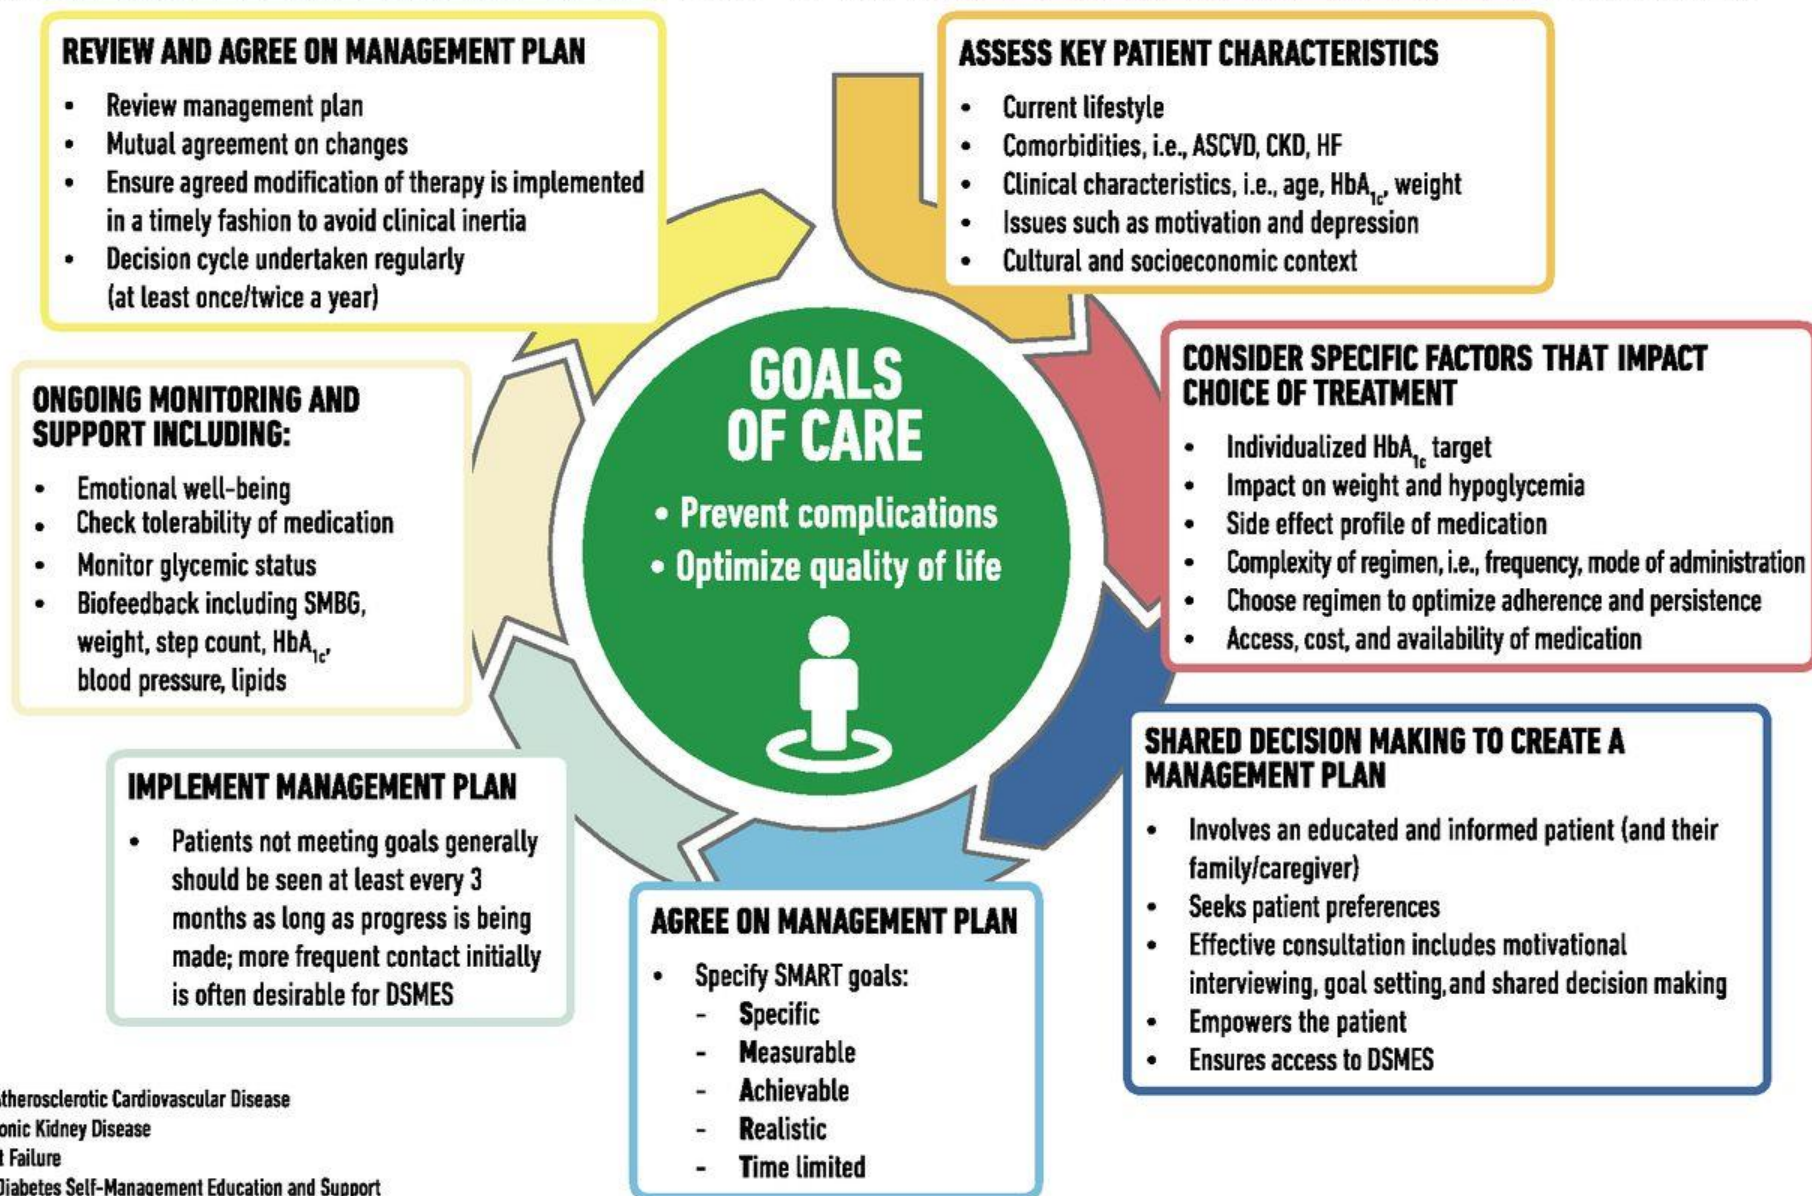 REVIEW AND AGREE ON MANAGEMENT PLAN
• Review management plan
• Mutual agreement on changes
• Ensure agreed modification of therapy is implemented
in a timely fashion to avoid clinical inertia
• Decision cycle undertaken regularly
(at least once/twice a year)
ASSESS KEY PATIENT CHARACTERISTICS
• Current lifestyle
• Comorbidities, i.e., ASCVD, CKD, HF
• Clinical characteristics, i.e., age, HbA1c, weight
• Issues such as motivation and depression
• Cultural and socioeconomic context
CONSIDER SPECIFIC FACTORS THAT IMPACT
CHOICE OF TREATMENT
• Individualized HbA1c target
• Impact on weight and hypoglycemia
• Side effect profile of medication
• Complexity of regimen, i.e., frequency, mode of administration
• Choose regimen to optimize adherence and persistence
• Access, cost, and availability of medication
SHARED DECISION MAKING TO CREATE A
MANAGEMENT PLAN
• Involves an educated and informed patient (and their
family/caregiver)
• Seeks patient preferences
• Effective consultation includes motivational
interviewing, goal setting, and shared decision making
• Empowers the patient
• Ensures access to DSMES
AGREE ON MANAGEMENT PLAN
• Specify SMART goals:
- Specific
- Measurable
- Achievable
- Realistic
- Time limited
IMPLEMENT MANAGEMENT PLAN
• Patients not meeting goals generally
should be seen at least every 3
months as long as progress is being
made; more frequent contact initially
is often desirable for DSMES
ONGOING MONITORING AND
SUPPORT INCLUDING:
• Emotional well-being
• Check tolerability of medication
• Monitor glycemic status
• Biofeedback including SMBG,
weight, step count, HbA1c,
blood pressure, lipids
GOALS
OF CARE
• Prevent complications
• Optimize quality of life
Cardiovascular Disease
Kidney Disease
Failure
Diabetes Self-Management Education and Support